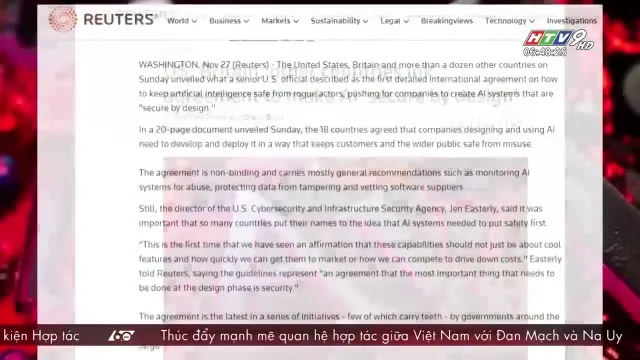 REUTERS World Business Markets Sustainability Legal Breakingviews Technology Investigations
HTV9 HD
06:48:25
WASHINGTON, Nov 27 (Reuters) - The United States, Britain and more than a dozen other countries on
Sunday unveiled what a senior U.S. official described as the first detailed international agreement on how
to keep artificial intelligence safe from rogue actors, pushing for companies to create AI systems that are
"secure by design."
agreement to make AI 'secure by design'
In a 20-page document unveiled Sunday, the 18 countries agreed that companies designing and using AI
need to develop and deploy it in a way that keeps customers and the wider public safe from misuse.
The agreement is non-binding and carries mostly general recommendations such as monitoring AI
systems for abuse, protecting data from tampering and vetting software suppliers.
Still, the director of the U.S. Cybersecurity and Infrastructure Security Agency, Jen Easterly, said it was
important that so many countries put their names to the idea that AI systems needed to put safety first.
"This is the first time that we have seen an affirmation that these capabilities should not just be about cool
features and how quickly we can get them to market or how we can compete to drive down costs," Easterly
told Reuters, saying the guidelines represent "an agreement that the most important thing that needs to
be done at the design phase is security."
The agreement is the latest in a series of initiatives - few of which carry teeth - by governments around the
kiện Hợp tác 60 Thúc đẩy mạnh mẽ quan hệ hợp tác giữa Việt Nam với Đan Mạch và Na Uy